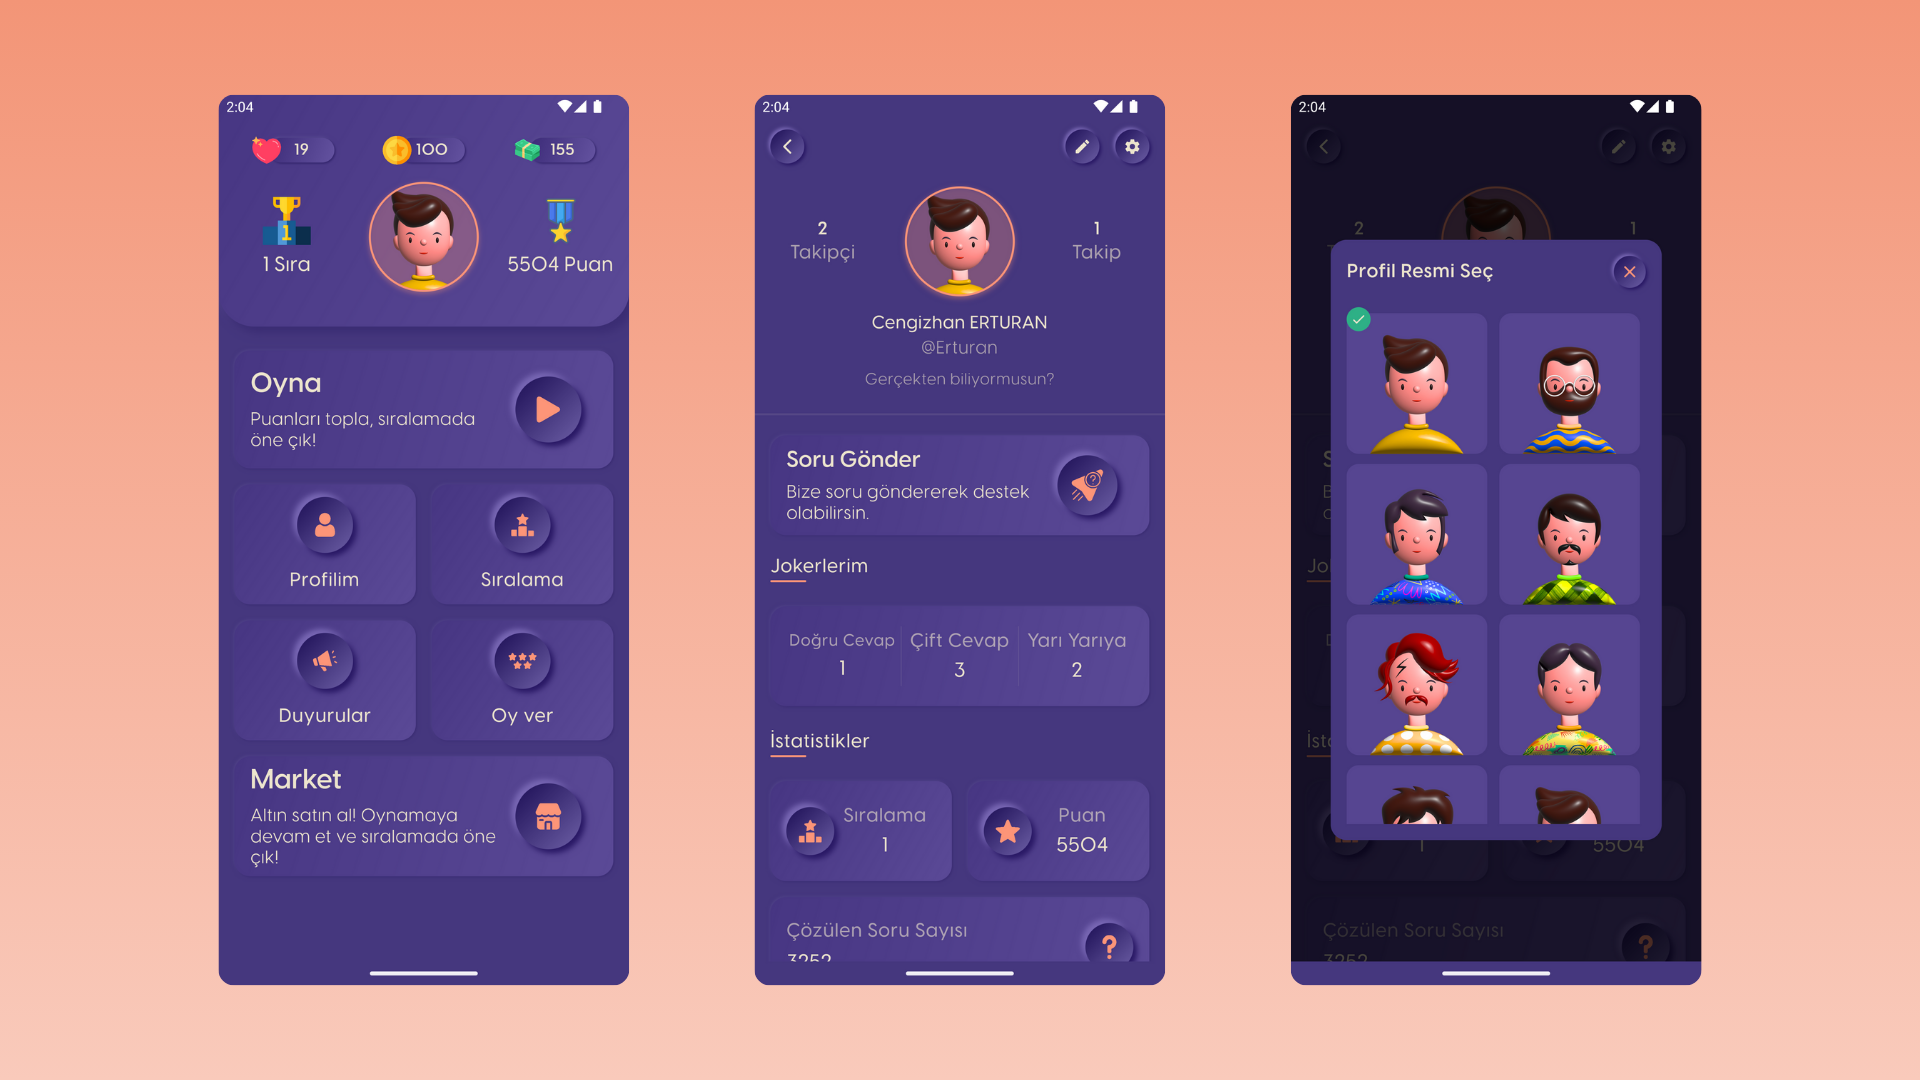 2:04
19
100
155
1
1 Sıra
5504 Puan
Oyna
Puanları topla, sıralamada
öne çık!
Profilim
Sıralama
Duyurular
Oy ver
Market
Altın satın al! Oynamaya
devam et ve sıralamada öne
çık!
2:04
2
Takipçi
1
Takip
Cengizhan ERTURAN
@Erturan
Gerçekten biliyormusun?
Soru Gönder
Bize soru göndererek destek
olabilirsin.
Jokerlerim
Doğru Cevap
1
Çift Cevap
3
Yarı Yarıya
2
İstatistikler
Sıralama
1
Puan
5504
Çözülen Soru Sayısı
3252
2:04
2
1
Profil Resmi Seç
1
5504
Çözülen Soru Sayısı
3252